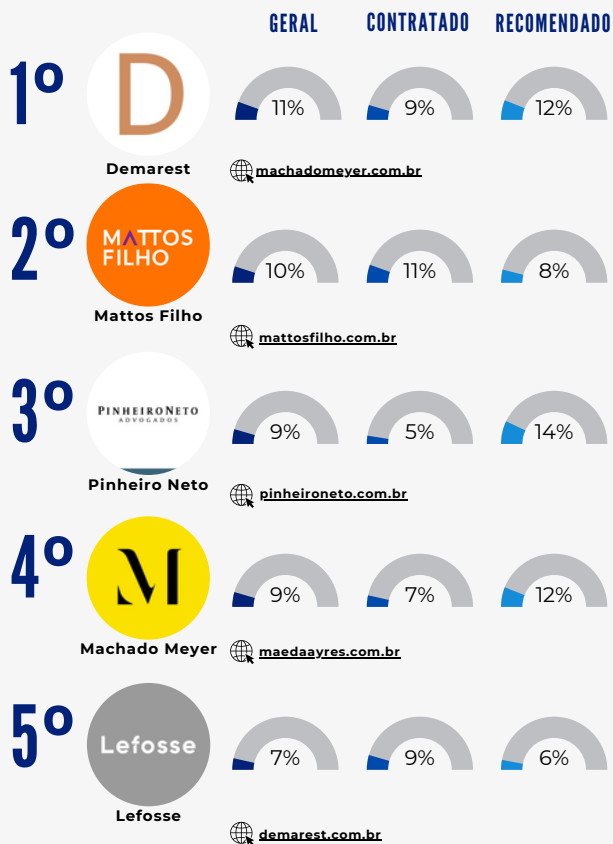 GERAL CONTRATADO RECOMENDADO
1º D 11% 9% 12%
Demarest machadomeyer.com.br
2º MATTOS
FILHO 10% 11% 8%
Mattos Filho
mattosfilho.com.br
3º PINHEIRONETO
ADVOGADOS 9% 5% 14%
Pinheiro Neto pinheironeto.com.br
4º M 9% 7% 12%
Machado Meyer maedaayres.com.br
5º Lefosse 7% 9% 6%
Lefosse
demarest.com.br